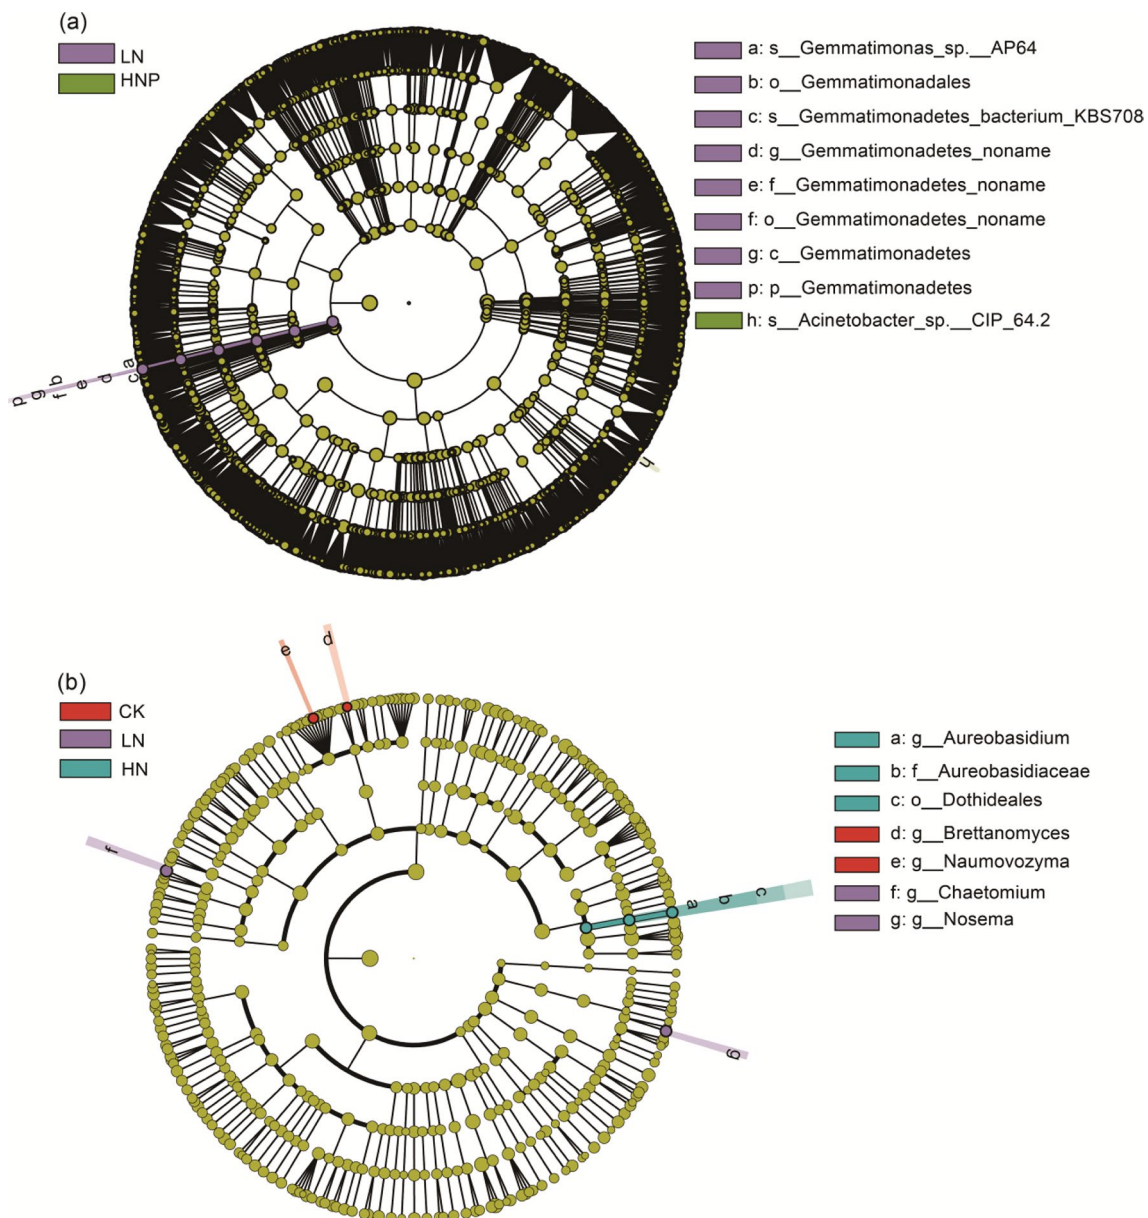 (a)
LN
HNP
a: s__Gemmatimonas_sp.__AP64
b: o__Gemmatimonadales
c: s__Gemmatimonadetes_bacterium_KBS708
d: g__Gemmatimonadetes_noname
e: f__Gemmatimonadetes_noname
f: o__Gemmatimonadetes_noname
g: c__Gemmatimonadetes
p: p__Gemmatimonadetes
h: s__Acinetobacter_sp.__CIP_64.2
a
c
d
e
b
f
g
p
h
(b)
CK
LN
HN
e
d
f
a
b
c
g
a: g__Aureobasidium
b: f__Aureobasidiaceae
c: o__Dothideales
d: g__Brettanomyces
e: g__Naumovozyma
f: g__Chaetomium
g: g__Nosema